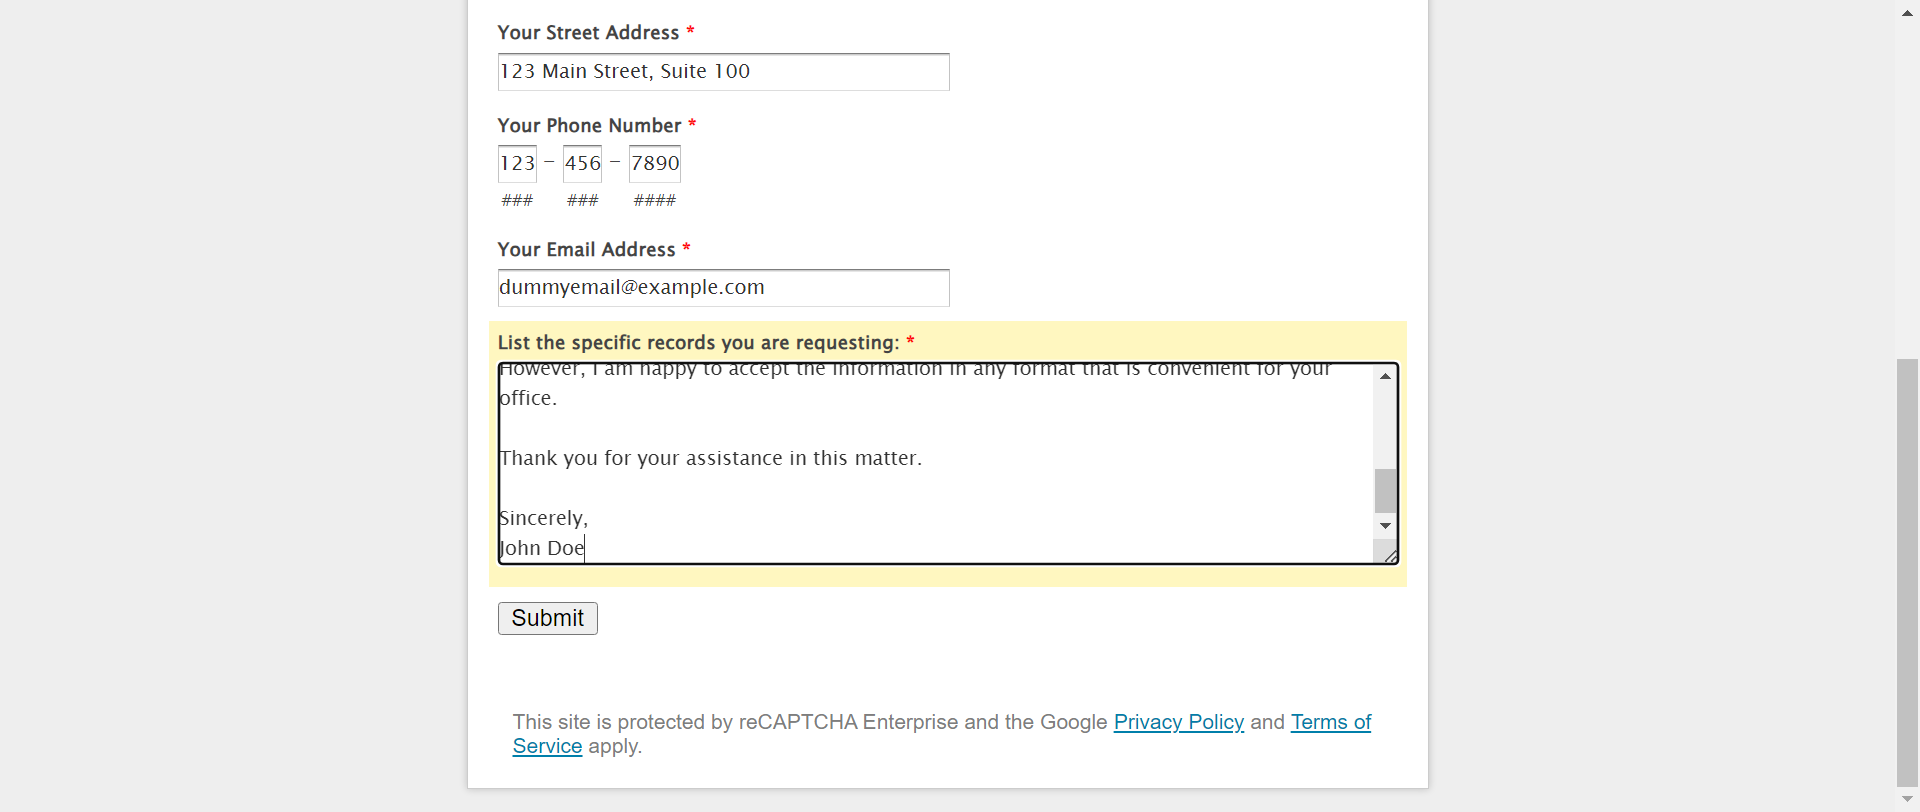 Your Street Address *
123 Main Street, Suite 100
Your Phone Number *
123 - 456 - 7890
### ### ####
Your Email Address *
dummyemail@example.com
List the specific records you are requesting: *
However, I am happy to accept the information in any format that is convenient for your
office.
Thank you for your assistance in this matter.
Sincerely,
John Doe
Submit
This site is protected by reCAPTCHA Enterprise and the Google Privacy Policy and Terms of
Service apply.